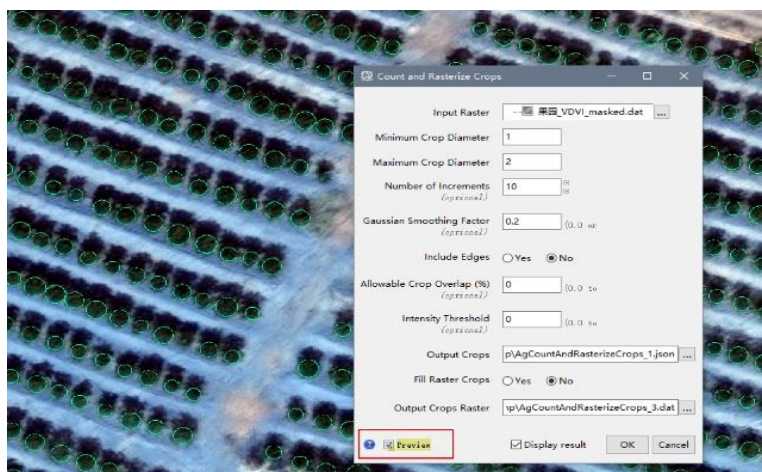 Count and Rasterize Crops
Input Raster 果园_VDVI_masked.dat ...
Minimum Crop Diameter 1
Maximum Crop Diameter 2
Number of Increments 10
(optional)
Gaussian Smoothing Factor 0.2 (0.0 or
(optional)
Include Edges Yes No
Allowable Crop Overlap (%) 0 (0.0 to
(optional)
Intensity Threshold 0 (0.0 to
(optional)
Output Crops p\AgCountAndRasterizeCrops_1.json ...
Fill Raster Crops Yes No
Output Crops Raster ıp\AgCountAndRasterizeCrops_3.dat ...
Preview Display result OK Cancel